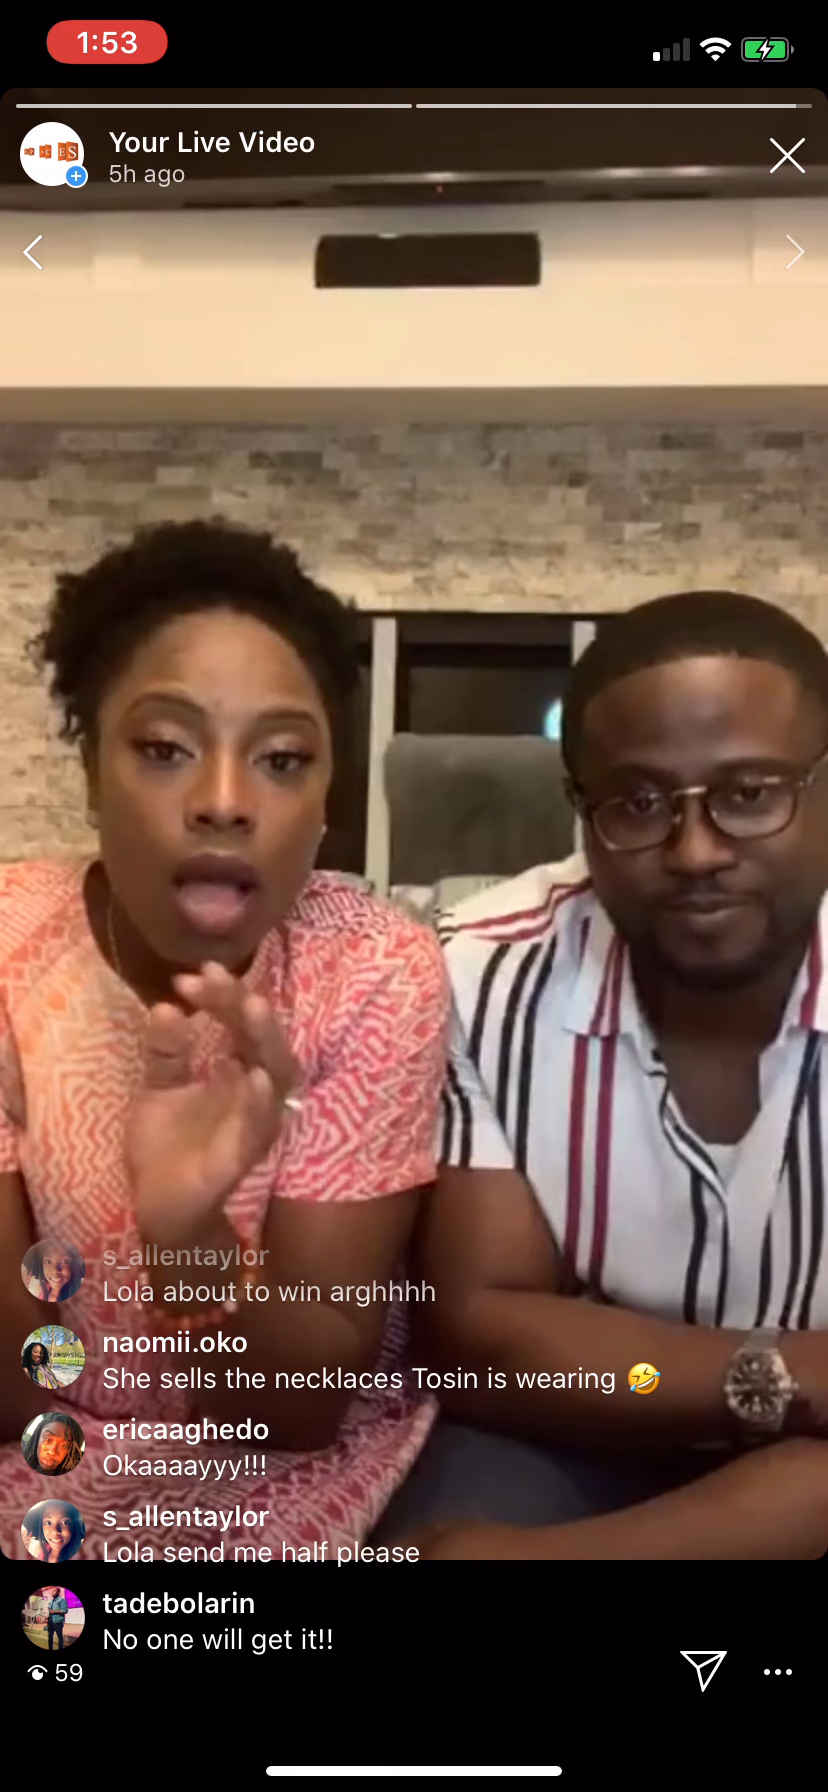 1:53
Your Live Video
5h ago
s_allentaylor
Lola about to win arghhhh
naomii.oko
She sells the necklaces Tosin is wearing 🤣
ericaaghedo
Okaaaayyy!!!
s_allentaylor
Lola send me half please
tadebolarin
No one will get it!!
59